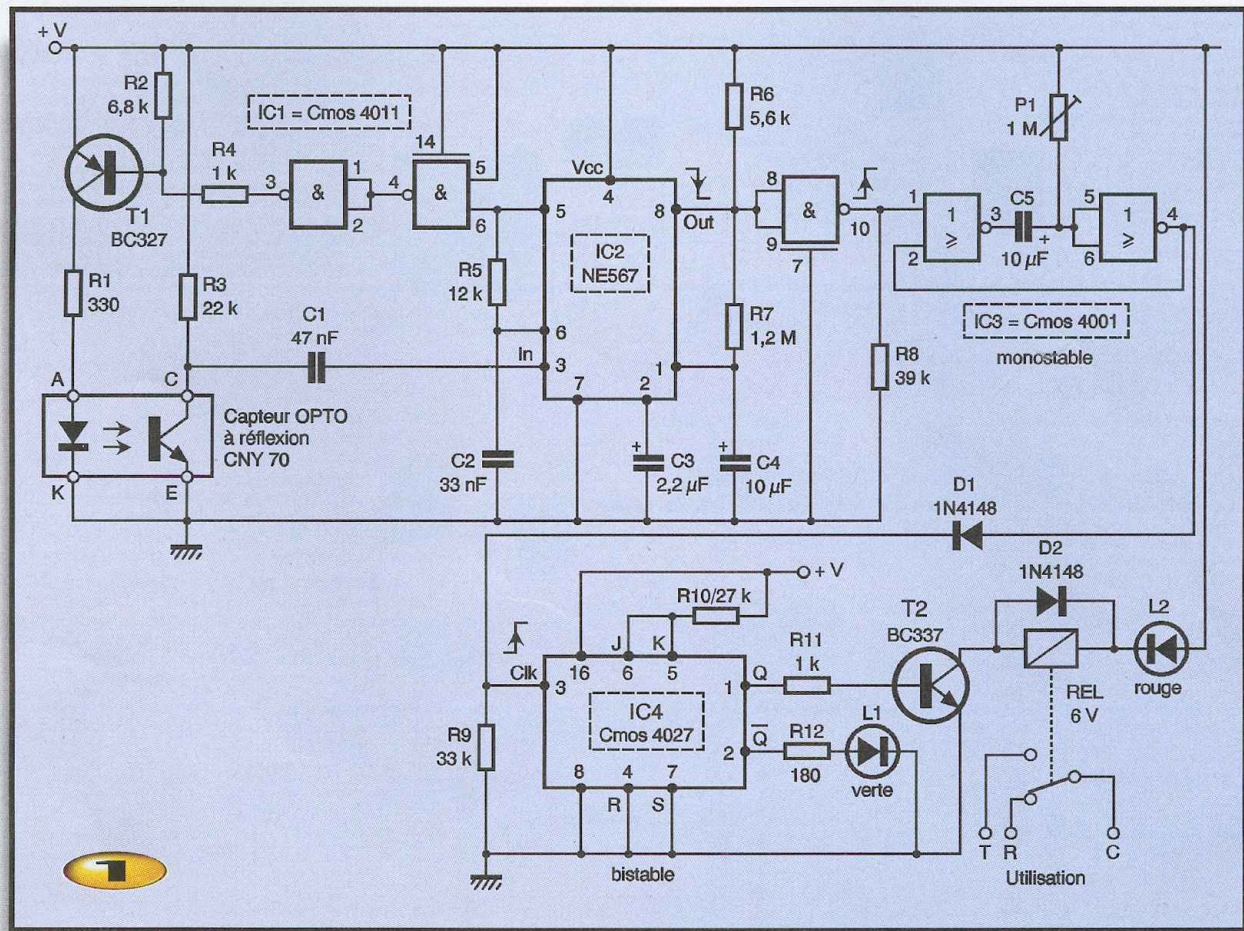 + V
R2
6,8 k
IC1 = Cmos 4011
R4
1 k
T1
BC327
3
&
1
2
14
4
&
5
6
R1
330
R3
22 k
C1
47 nF
R5
12 k
Vcc
4
5
8
Out
IC2
NE567
6
In
3
7
2
1
R6
5,6 k
8
9
&
10
7
R7
1,2 M
P1
1 M
1
2
1
≥
3
C5
+
10 µF
5
6
1
≥
4
IC3 = Cmos 4001
monostable
R8
39 k
A
C
K
E
Capteur OPTO
à réflexion
CNY 70
C2
33 nF
+
C3
2,2 µF
+
C4
10 µF
D1
1N4148
D2
1N4148
+ V
R10/27 k
J
K
Clk
3
16
6
5
1
Q
R11
1 k
T2
BC337
L2
rouge
REL
6 V
IC4
Cmos 4027
2
Q̅
R12
180
L1
verte
R9
33 k
8
4
7
R
S
bistable
T
R
C
Utilisation
1